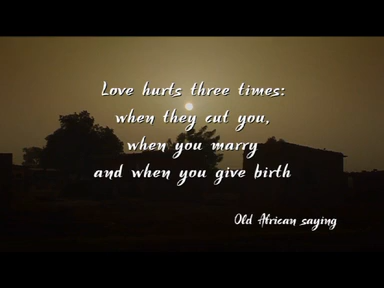 Love hurts three times:
when they cut you,
when you marry
and when you give birth
Old African saying